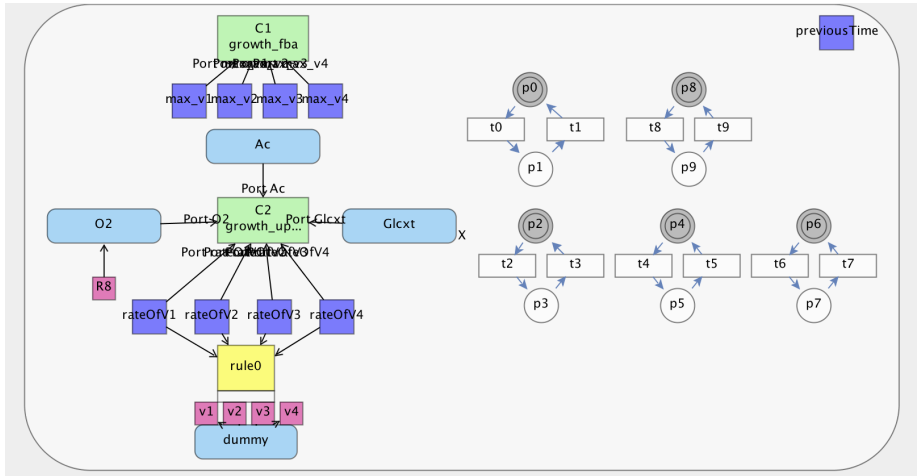 C1
growth_fba
previousTime
max_v1
max_v2
max_v3
max_v4
p0
p8
t0
t1
t8
t9
p1
p9
Ac
Port Ac
O2
Port O2
C2
growth_up...
Port Glcxt
Glcxt
X
p2
p4
p6
t2
t3
t4
t5
t6
t7
p3
p5
p7
R8
rateOfV1
rateOfV2
rateOfV3
rateOfV4
rule0
v1
v2
v3
v4
dummy